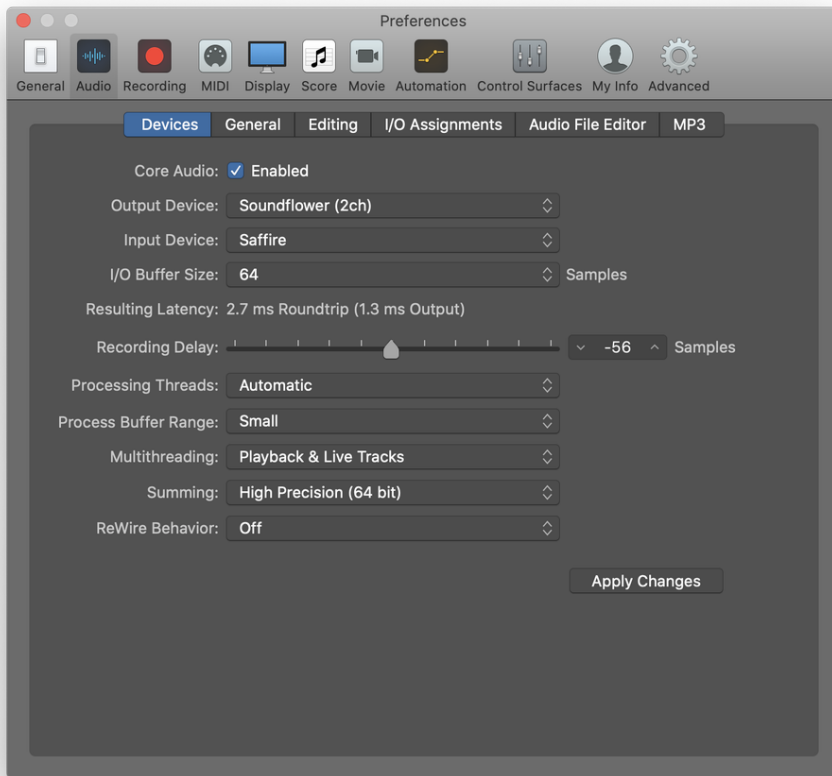 Preferences
General Audio Recording MIDI Display Score Movie Automation Control Surfaces My Info Advanced
Devices General Editing I/O Assignments Audio File Editor MP3
Core Audio: Enabled
Output Device: Soundflower (2ch)
Input Device: Saffire
I/O Buffer Size: 64 Samples
Resulting Latency: 2.7 ms Roundtrip (1.3 ms Output)
Recording Delay: -56 Samples
Processing Threads: Automatic
Process Buffer Range: Small
Multithreading: Playback & Live Tracks
Summing: High Precision (64 bit)
ReWire Behavior: Off
Apply Changes